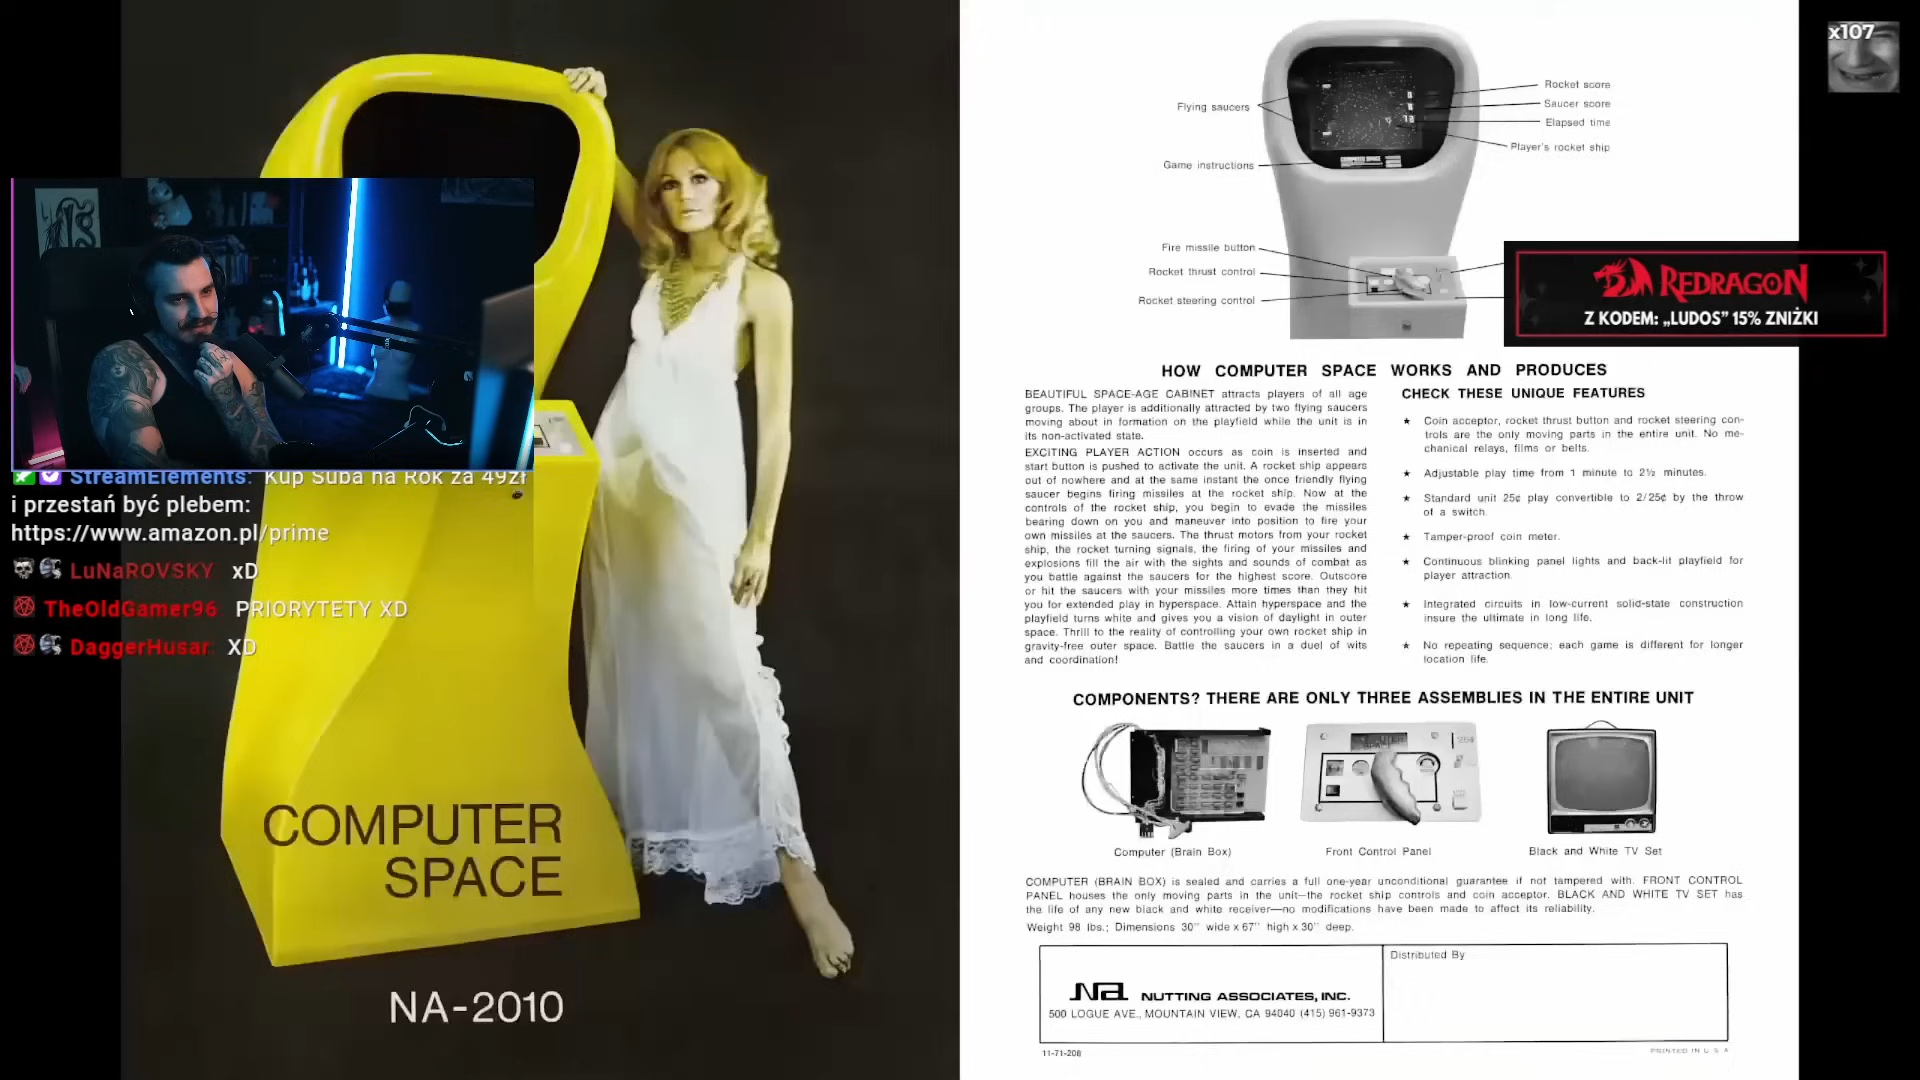 COMPUTER
SPACE
NA-2010
StreamElements: Kup Suba na Rok za 49zł
i przestań być plebem:
https://www.amazon.pl/prime
LuNaROVSKY xD
TheOldGamer96 PRIORYTETY XD
DaggerHusar: XD
x107
Flying saucers
Game instructions
Fire missile button
Rocket thrust control
Rocket steering control
Rocket score
Saucer score
Elapsed time
Player's rocket ship
COMPUTER SPACE
REDRAGON
Z KODEM: „LUDOS” 15% ZNIŻKI
HOW COMPUTER SPACE WORKS AND PRODUCES
BEAUTIFUL SPACE-AGE CABINET attracts players of all age
groups. The player is additionally attracted by two flying saucers
moving about in formation on the playfield while the unit is in
its non-activated state.
EXCITING PLAYER ACTION occurs as coin is inserted and
start button is pushed to activate the unit. A rocket ship appears
out of nowhere and at the same instant the once friendly flying
saucer begins firing missiles at the rocket ship. Now at the
controls of the rocket ship, you begin to evade the missiles
bearing down on you and maneuver into position to fire your
own missiles at the saucers. The thrust motors from your rocket
ship, the rocket turning signals, the firing of your missiles and
explosions fill the air with the sights and sounds of combat as
you battle against the saucers for the highest score. Outscore
or hit the saucers with your missiles more times than they hit
you for extended play in hyperspace. Attain hyperspace and the
playfield turns white and gives you a vision of daylight in outer
space. Thrill to the reality of controlling your own rocket ship in
gravity-free outer space. Battle the saucers in a duel of wits
and coordination!
CHECK THESE UNIQUE FEATURES
★ Coin acceptor, rocket thrust button and rocket steering con-
trols are the only moving parts in the entire unit. No me-
chanical relays, films or belts.
★ Adjustable play time from 1 minute to 2½ minutes.
★ Standard unit 25¢ play convertible to 2/25¢ by the throw
of a switch.
★ Tamper-proof coin meter.
★ Continuous blinking panel lights and back-lit playfield for
player attraction.
★ Integrated circuits in low-current solid-state construction
insure the ultimate in long life.
★ No repeating sequence; each game is different for longer
location life.
COMPONENTS? THERE ARE ONLY THREE ASSEMBLIES IN THE ENTIRE UNIT
Computer (Brain Box)
Front Control Panel
Black and White TV Set
COMPUTER (BRAIN BOX) is sealed and carries a full one-year unconditional guarantee if not tampered with. FRONT CONTROL
PANEL houses the only moving parts in the unit—the rocket ship controls and coin acceptor. BLACK AND WHITE TV SET has
the life of any new black and white receiver—no modifications have been made to affect its reliability.
Weight 98 lbs.; Dimensions 30" wide x 67" high x 30" deep.
na NUTTING ASSOCIATES, INC.
500 LOGUE AVE., MOUNTAIN VIEW, CA 94040 (415) 961-9373
Distributed By
11-71-208
PRINTED IN U S A